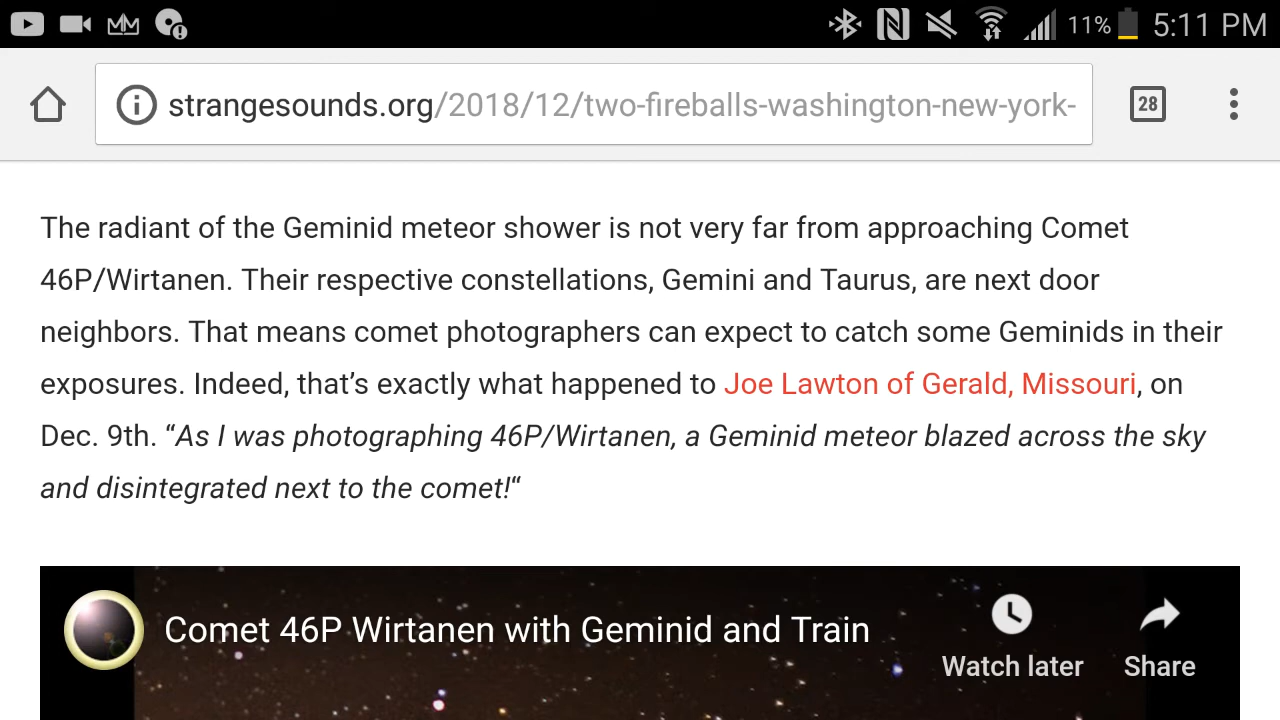 11% 5:11 PM
strangesounds.org/2018/12/two-fireballs-washington-new-york-
28
The radiant of the Geminid meteor shower is not very far from approaching Comet
46P/Wirtanen. Their respective constellations, Gemini and Taurus, are next door
neighbors. That means comet photographers can expect to catch some Geminids in their
exposures. Indeed, that’s exactly what happened to Joe Lawton of Gerald, Missouri, on
Dec. 9th. “As I was photographing 46P/Wirtanen, a Geminid meteor blazed across the sky
and disintegrated next to the comet!“
Comet 46P Wirtanen with Geminid and Train
Watch later Share